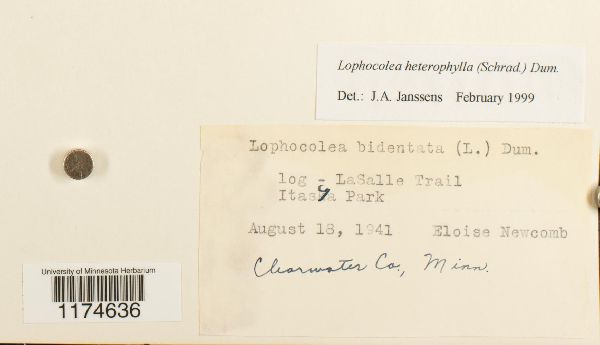 Lophocolea heterophylla (Schrad.) Dum.
Det.: J.A. Janssens February 1999
Lophocolea bidentata (L.) Dum.
log - LaSalle Trail
Itasca Park
August 18, 1941 Eloise Newcomb
Clearwater Co., Minn.
University of Minnesota Herbarium
1174636